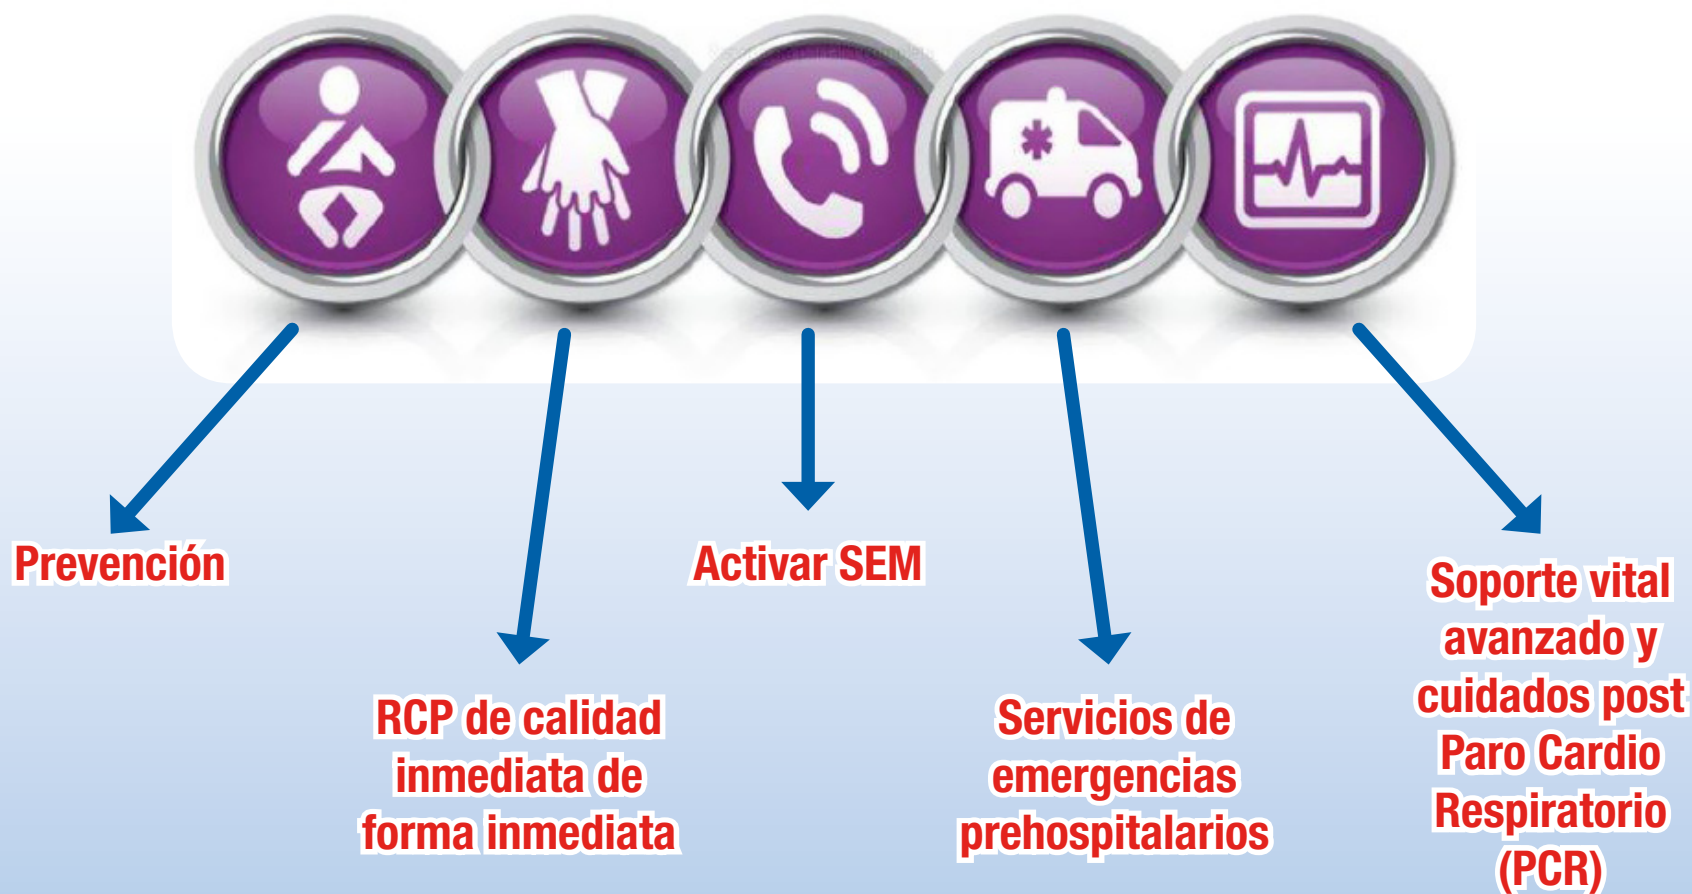 Prevención
RCP de calidad
inmediata de
forma inmediata
Activar SEM
Servicios de
emergencias
prehospitalarios
Soporte vital
avanzado y
cuidados post
Paro Cardio
Respiratorio
(PCR)